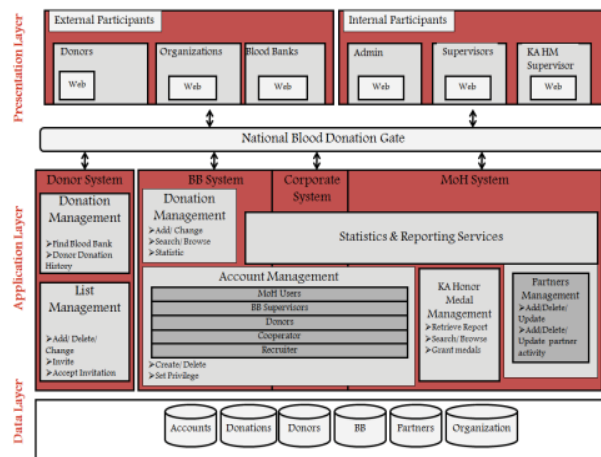 Presentation Layer
External Participants
Internal Participants
Donors
Web
Organizations
Web
Blood Banks
Web
Admin
Web
Supervisors
Web
KA HM
Supervisor
Web
National Blood Donation Gate
Application Layer
Donor System
BB System
Corporate
System
MoH System
Donation
Management
➤Find Blood Bank
➤Donor Donation
History
List
Management
➤Add/ Delete/
Change
➤Invite
➤Accept Invitation
Donation
Management
➤Add/ Change
➤Search/ Browse
➤Statistic
Statistics & Reporting Services
Account Management
MoH Users
BB Supervisors
Donors
Cooperator
Recruiter
➤Create/ Delete
➤Set Privilege
KA Honor
Medal
Management
➤Retrieve Report
➤Search/ Browse
➤Grant medals
Partners
Management
➤Add/Delete/
Update
➤Add/Delete/
Update partner
activity
Data Layer
Accounts
Donations
Donors
BB
Partners
Organization